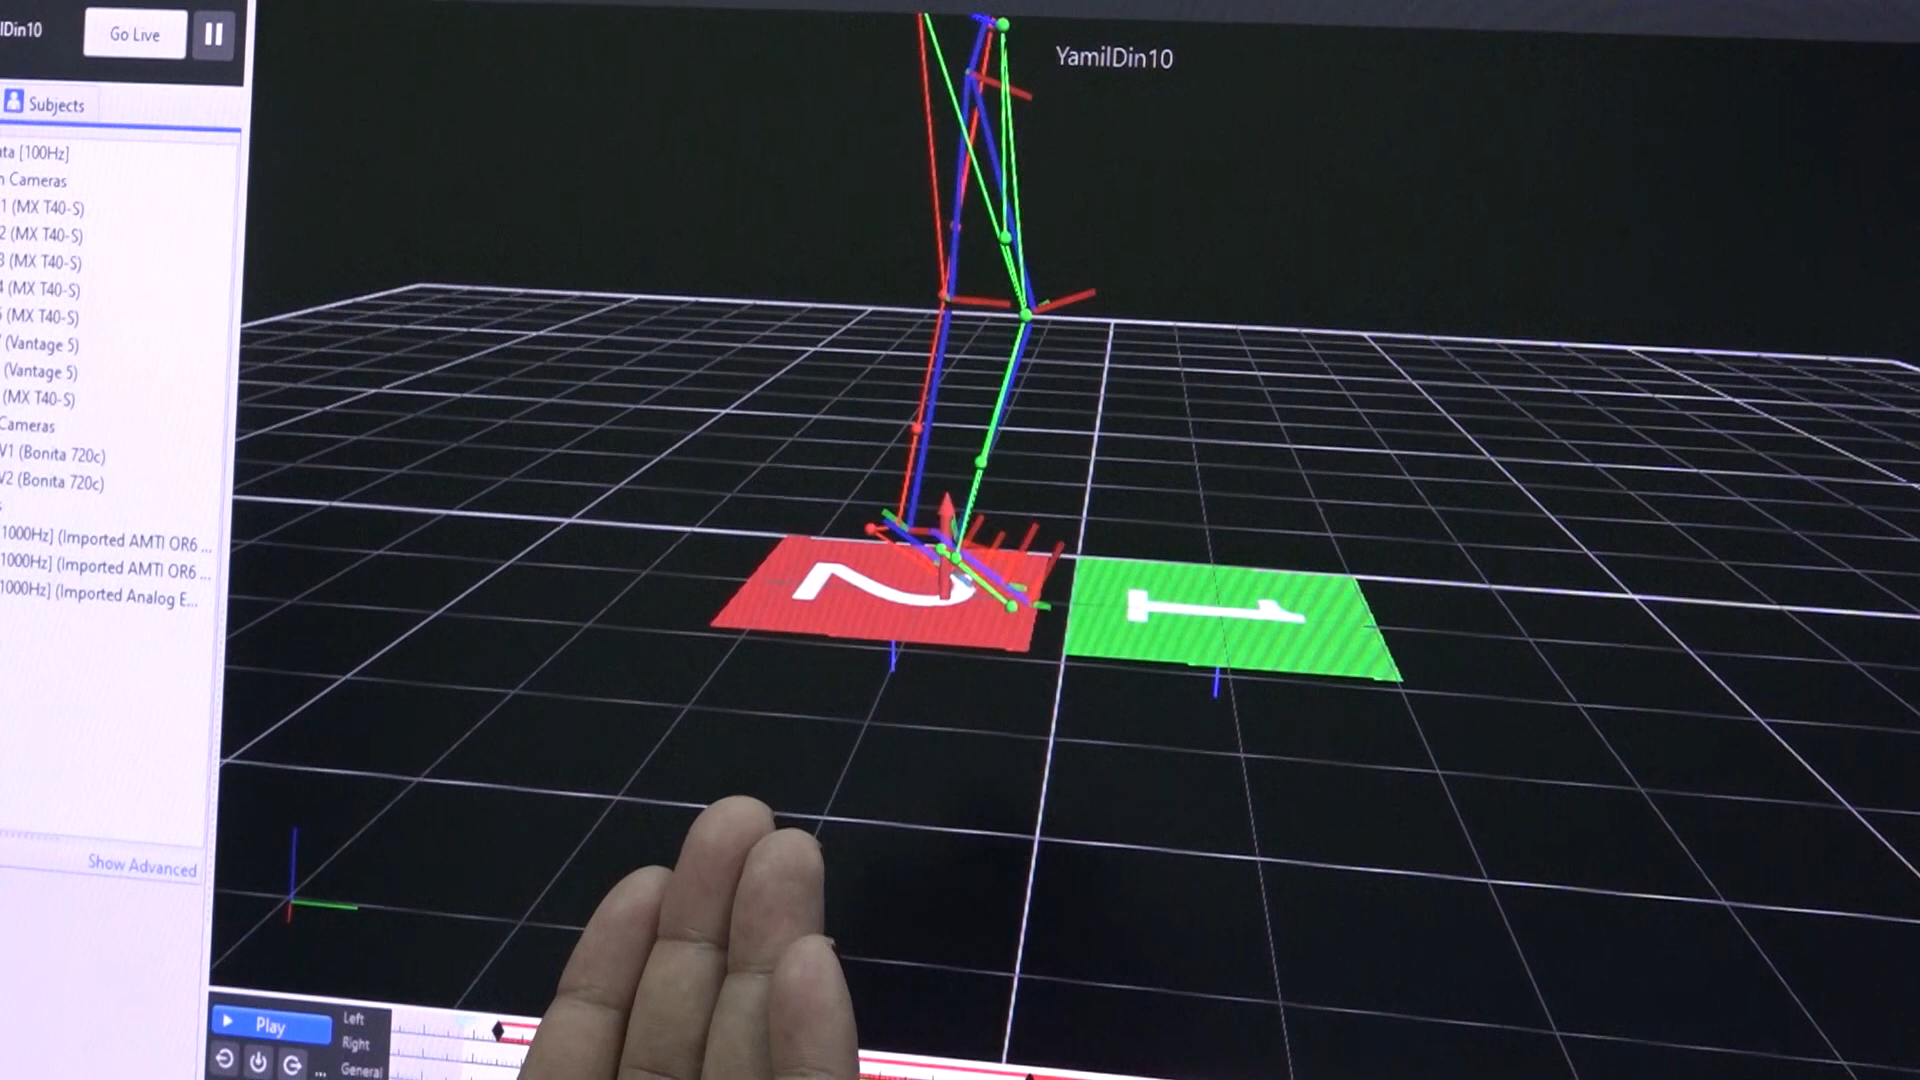 lDin10
Go Live
YamilDin10
Subjects
ta [100Hz]
Cameras
1 (MX T40-S)
2 (MX T40-S)
3 (MX T40-S)
4 (MX T40-S)
(MX T40-S)
(Vantage 5)
(Vantage 5)
(MX T40-S)
Cameras
V1 (Bonita 720c)
V2 (Bonita 720c)
1000Hz] (Imported AMTI OR6 ...
1000Hz] (Imported AMTI OR6 ...
1000Hz] (Imported Analog E...
2
1
Show Advanced
Play
Left
Right
General
...